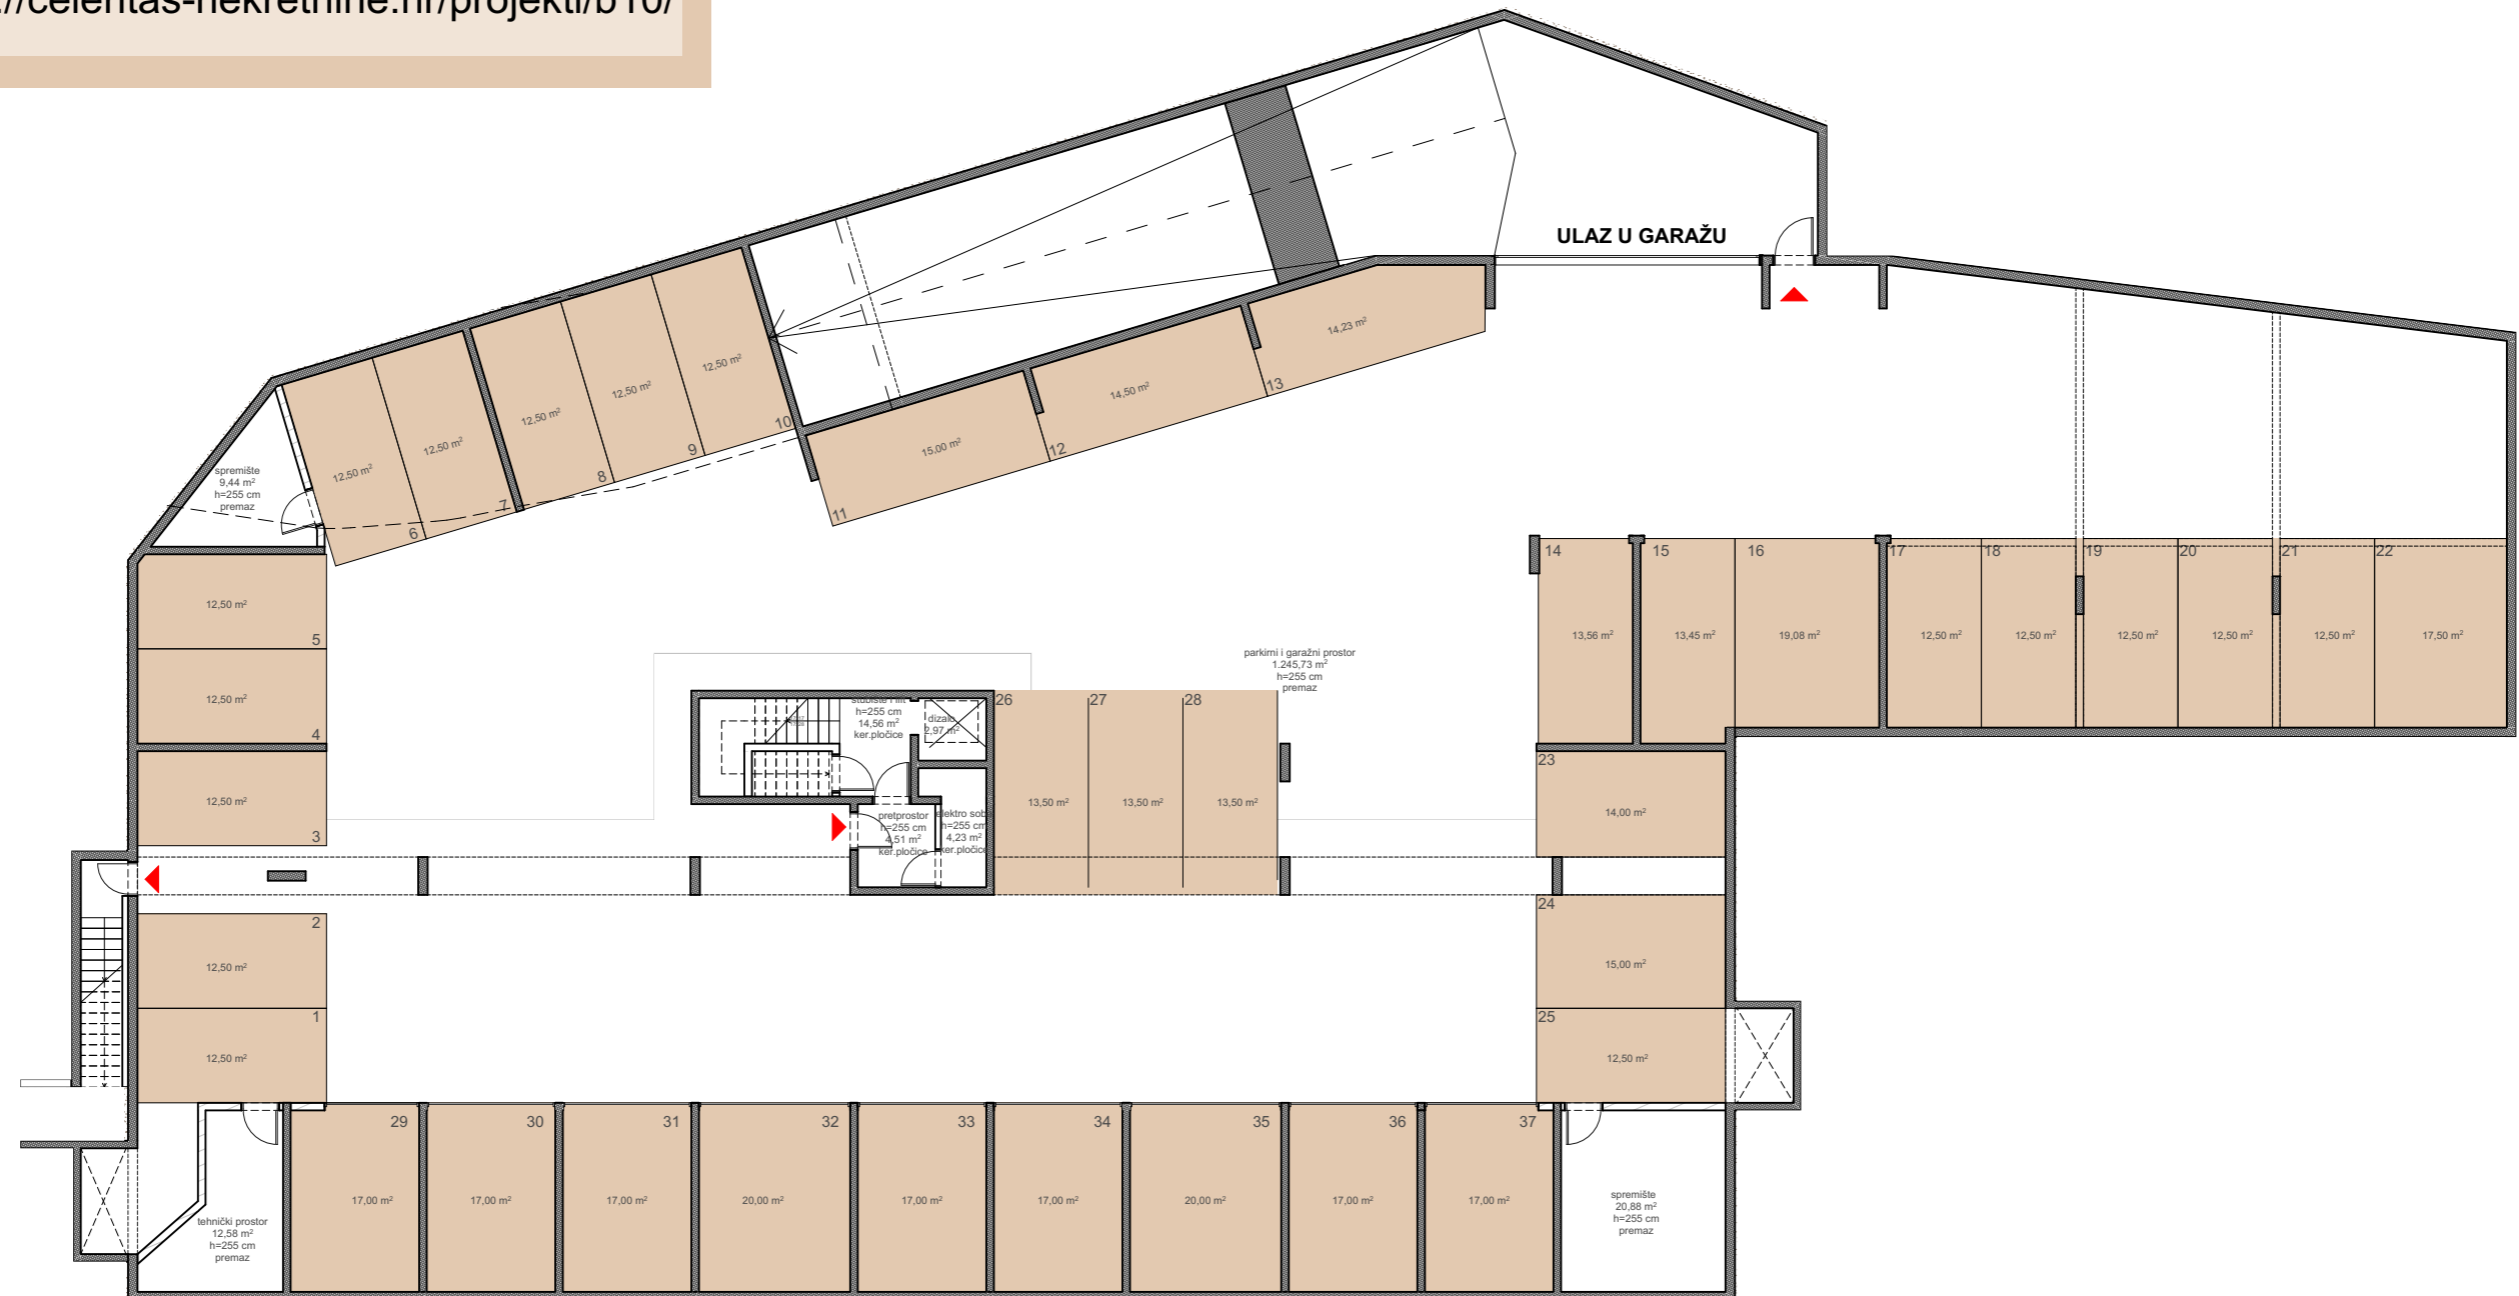 ://celeritas-nekretnine.hr/projekti/b10/
ULAZ U GARAŽU
14,23 m²
13
14,50 m²
12
15,00 m²
11
12,50 m²
10
12,50 m²
9
12,50 m²
8
12,50 m²
7
12,50 m²
6
spremište
9,44 m²
h=255 cm
premaz
12,50 m²
5
12,50 m²
4
12,50 m²
3
14
13,56 m²
15
13,45 m²
16
19,08 m²
17
12,50 m²
18
12,50 m²
19
12,50 m²
20
12,50 m²
21
12,50 m²
22
17,50 m²
parkirni i garažni prostor
1.245,73 m²
h=255 cm
premaz
stubište i lift
h=255 cm
14,56 m²
ker.pločice
dizalo
2,97 m²
pretprostor
h=255 cm
4,51 m²
ker.pločice
elektro soba
h=255 cm
4,23 m²
ker.pločice
26
13,50 m²
27
13,50 m²
28
13,50 m²
23
14,00 m²
24
15,00 m²
25
12,50 m²
2
12,50 m²
1
12,50 m²
29
17,00 m²
30
17,00 m²
31
17,00 m²
32
20,00 m²
33
17,00 m²
34
17,00 m²
35
20,00 m²
36
17,00 m²
37
17,00 m²
tehnički prostor
12,58 m²
h=255 cm
premaz
spremište
20,88 m²
h=255 cm
premaz